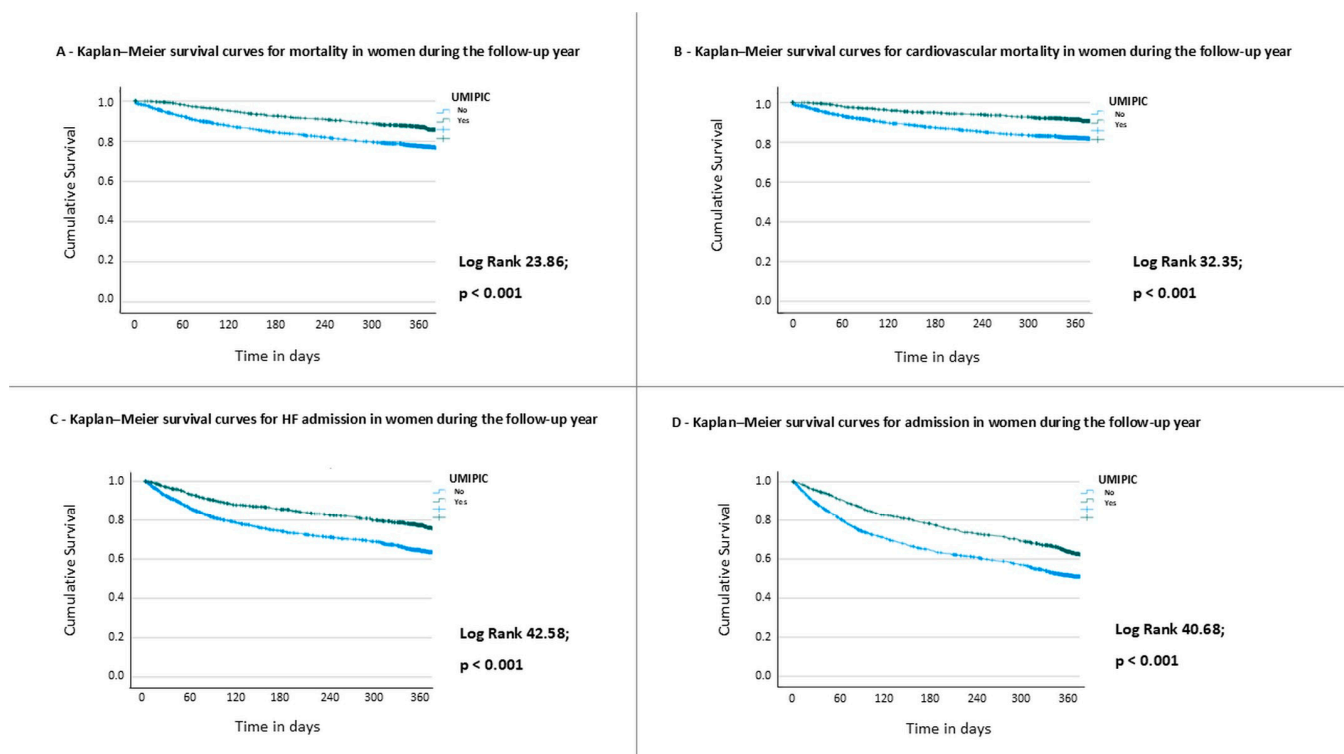 A - Kaplan–Meier survival curves for mortality in women during the follow-up year
UMIPIC
No
Yes
1.0
0.8
0.6
0.4
0.2
0.0
Cumulative Survival
0 60 120 180 240 300 360
Time in days
Log Rank 23.86;
p < 0.001
B - Kaplan–Meier survival curves for cardiovascular mortality in women during the follow-up year
UMIPIC
No
Yes
1.0
0.8
0.6
0.4
0.2
0.0
Cumulative Survival
0 60 120 180 240 300 360
Time in days
Log Rank 32.35;
p < 0.001
C - Kaplan–Meier survival curves for HF admission in women during the follow-up year
UMIPIC
No
Yes
1.0
0.8
0.6
0.4
0.2
0.0
Cumulative Survival
0 60 120 180 240 300 360
Time in days
Log Rank 42.58;
p < 0.001
D - Kaplan–Meier survival curves for admission in women during the follow-up year
UMIPIC
No
Yes
1.0
0.8
0.6
0.4
0.2
0.0
Cumulative Survival
0 60 120 180 240 300 360
Time in days
Log Rank 40.68;
p < 0.001